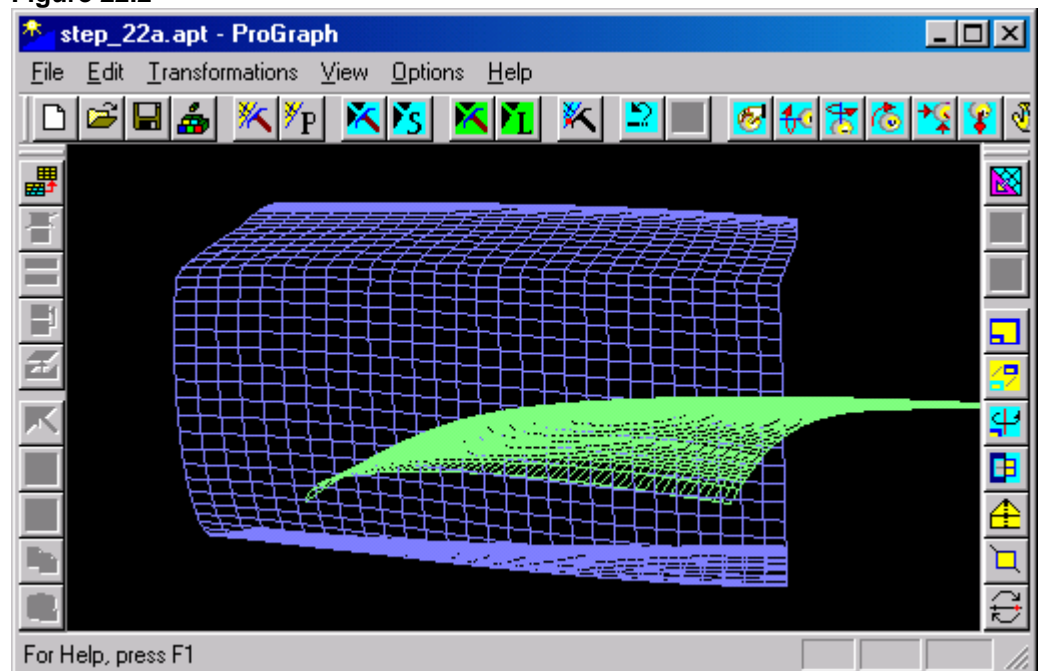 step_22a.apt - ProGraph
File Edit Transformations View Options Help
P S L
For Help, press F1